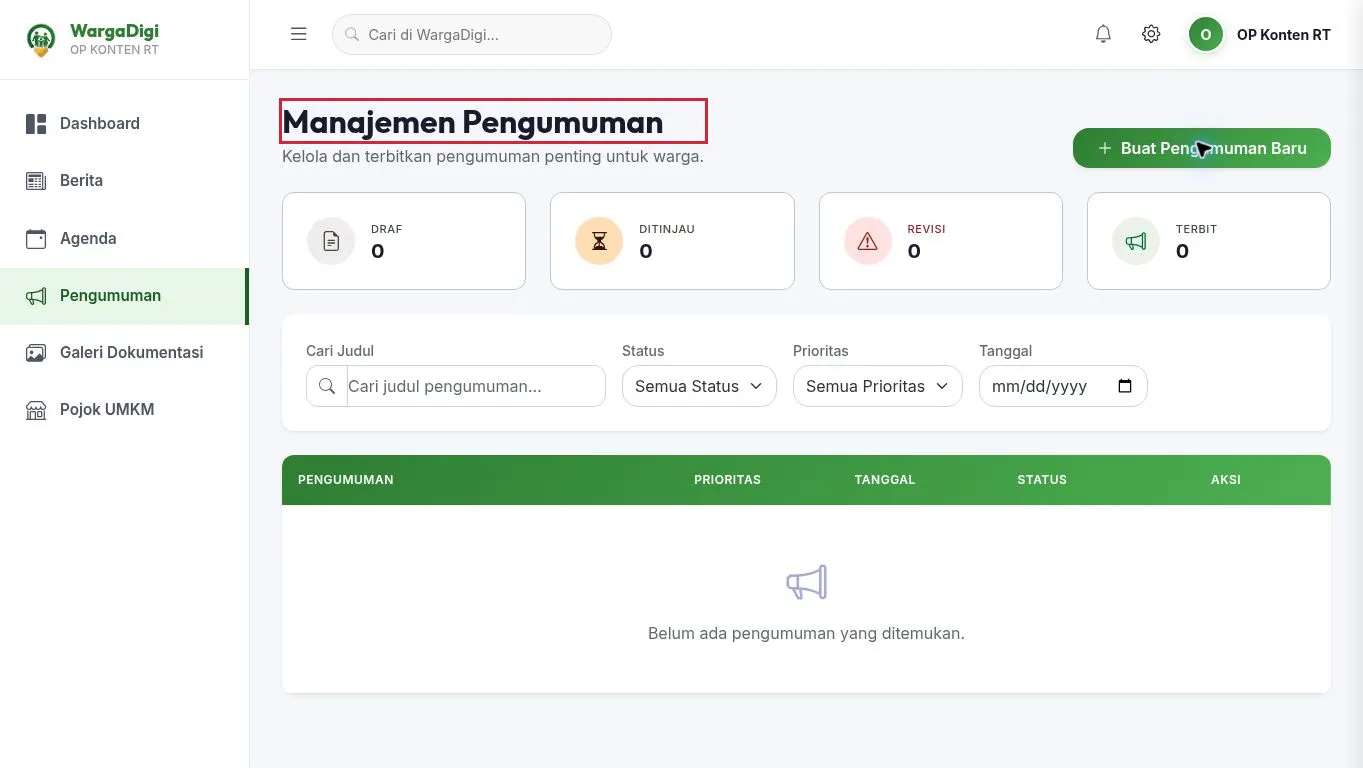 WargaDigi
OP KONTEN RT
Cari di WargaDigi...
O
OP Konten RT
Dashboard
Berita
Agenda
Pengumuman
Galeri Dokumentasi
Pojok UMKM
Manajemen Pengumuman
Kelola dan terbitkan pengumuman penting untuk warga.
Buat Pengumuman Baru
DRAF
0
DITINJAU
0
REVISI
0
TERBIT
0
Cari Judul
Status
Prioritas
Tanggal
Cari judul pengumuman...
Semua Status
Semua Prioritas
mm/dd/yyyy
PENGUMUMAN PRIORITAS TANGGAL STATUS AKSI
Belum ada pengumuman yang ditemukan.